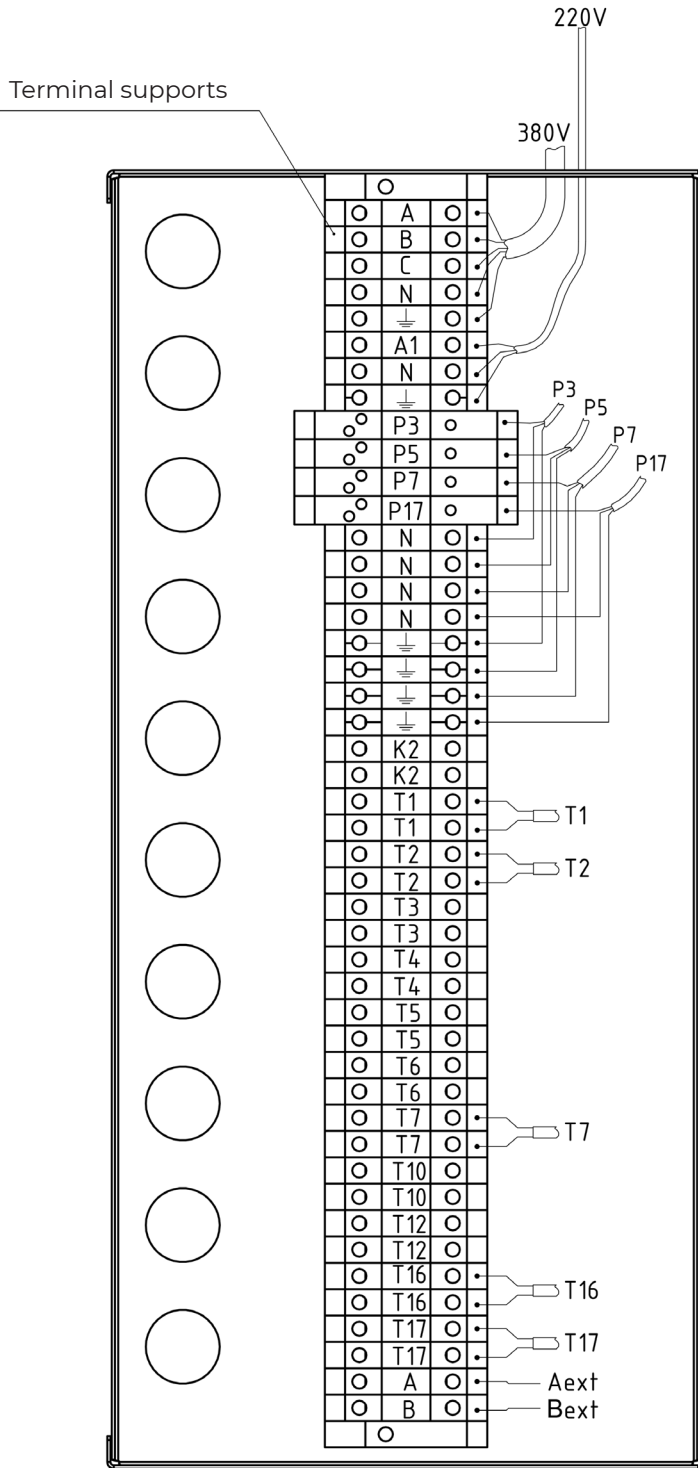 220V
Terminal supports
380V
A
B
C
N
A1
N
P3
P5
P7
P17
P3
P5
P7
P17
N
N
N
N
K2
K2
T1
T1
T1
T2
T2
T2
T3
T3
T4
T4
T5
T5
T6
T6
T7
T7
T7
T10
T10
T12
T12
T16
T16
T16
T17
T17
T17
A Aext
B Bext